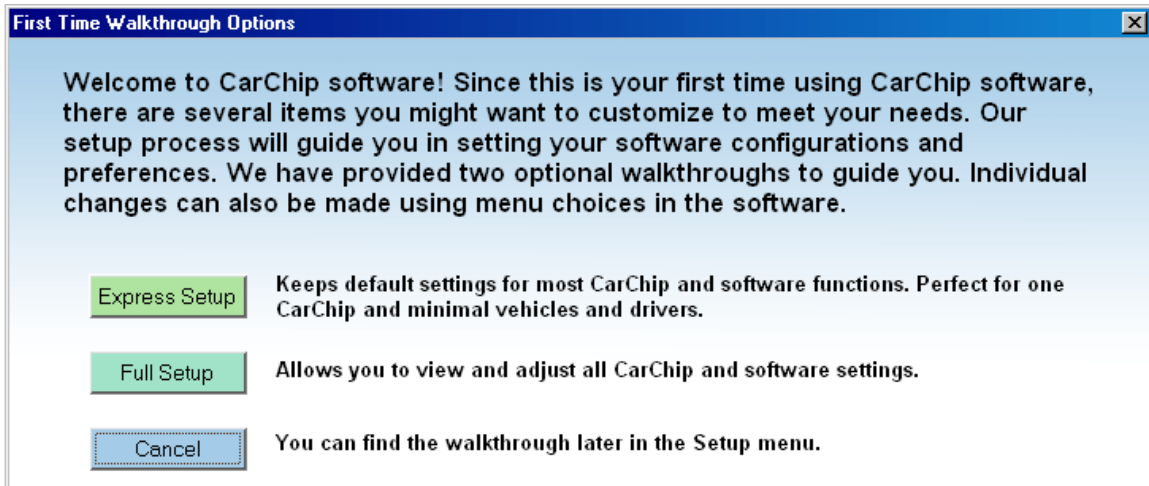 First Time Walkthrough Options
Welcome to CarChip software! Since this is your first time using CarChip software,
there are several items you might want to customize to meet your needs. Our
setup process will guide you in setting your software configurations and
preferences. We have provided two optional walkthroughs to guide you. Individual
changes can also be made using menu choices in the software.
Express Setup
Keeps default settings for most CarChip and software functions. Perfect for one
CarChip and minimal vehicles and drivers.
Full Setup
Allows you to view and adjust all CarChip and software settings.
Cancel
You can find the walkthrough later in the Setup menu.